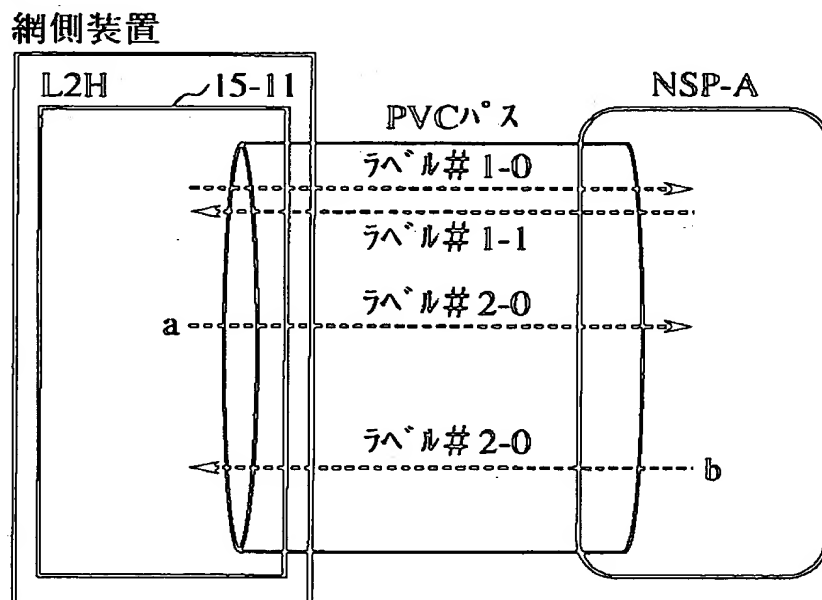 網側装置
L2H 15-11
NSP-A
PVCパス
ラベル# 1-0
ラベル# 1-1
a
ラベル# 2-0
ラベル# 2-0
b